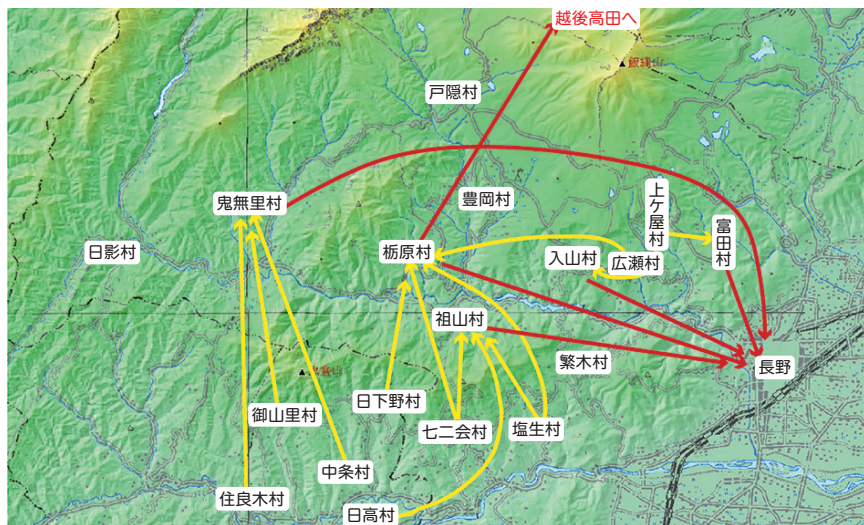 越後高田へ
飯縄山
戸隠村
鬼無里村
豊岡村
上ケ屋村
富田村
日影村
栃原村
入山村
広瀬村
祖山村
繁木村
長野
御山里村
日下野村
七二会村
塩生村
中条村
住良木村
日高村